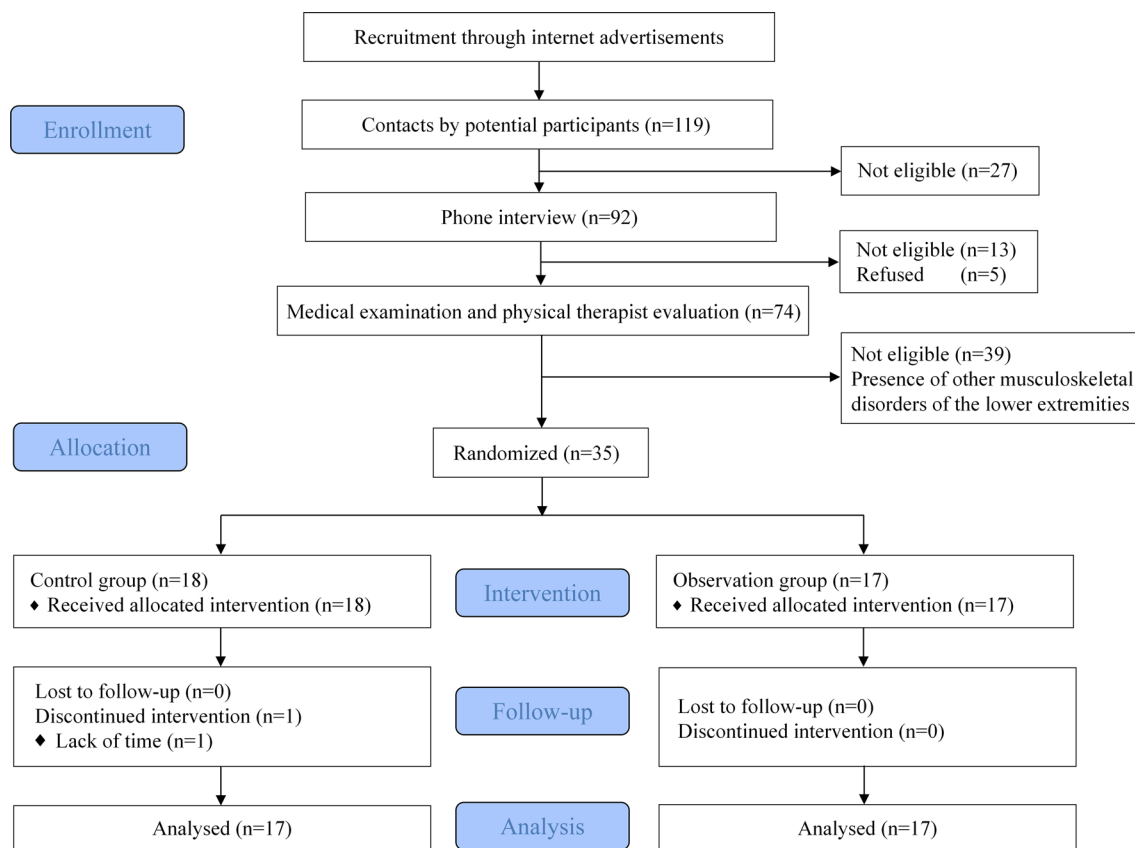 Recruitment through internet advertisements
Enrollment
Contacts by potential participants (n=119)
Not eligible (n=27)
Phone interview (n=92)
Not eligible (n=13)
Refused (n=5)
Medical examination and physical therapist evaluation (n=74)
Not eligible (n=39)
Presence of other musculoskeletal
disorders of the lower extremities
Allocation
Randomized (n=35)
Control group (n=18)
♦ Received allocated intervention (n=18)
Intervention
Observation group (n=17)
♦ Received allocated intervention (n=17)
Lost to follow-up (n=0)
Discontinued intervention (n=1)
♦ Lack of time (n=1)
Follow-up
Lost to follow-up (n=0)
Discontinued intervention (n=0)
Analysed (n=17)
Analysis
Analysed (n=17)